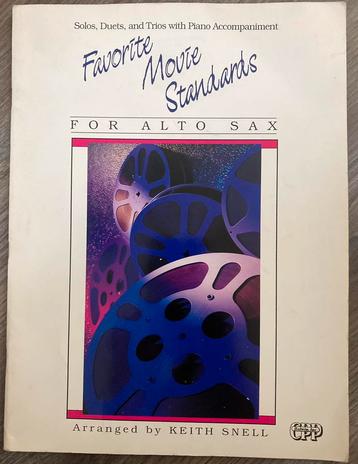 Solos, Duets, and Trios with Piano Accompaniment
Favorite
Movie
Standards
FOR ALTO SAX
Arranged by KEITH SNELL
CPP